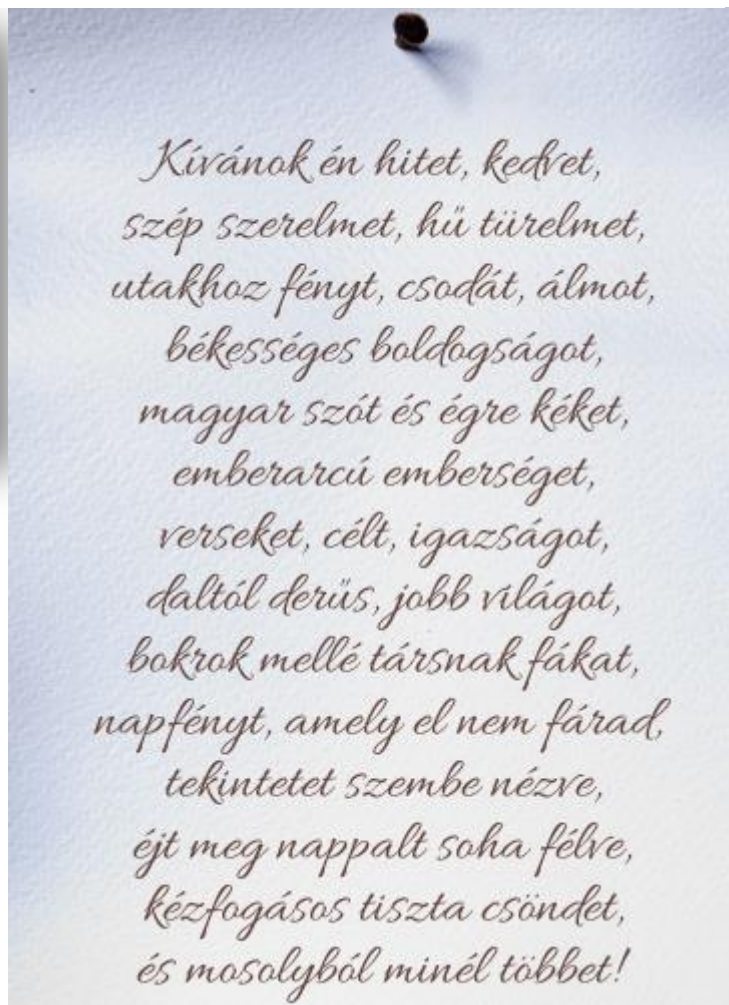 Kívánok én hitet, kedvet,
szép szerelmet, hű türelmet,
utakhoz fényt, csodát, álmot,
békességes boldogságot,
magyar szót és égre kéket,
emberarcú emberséget,
verseket, célt, igazságot,
daltól derűs, jobb világot,
bokrok mellé társnak fákat,
napfényt, amely el nem fárad,
tekintetet szembe nézve,
éjt meg nappalt soha félve,
kézfogásos tiszta csöndet,
és mosolyból minél többet!